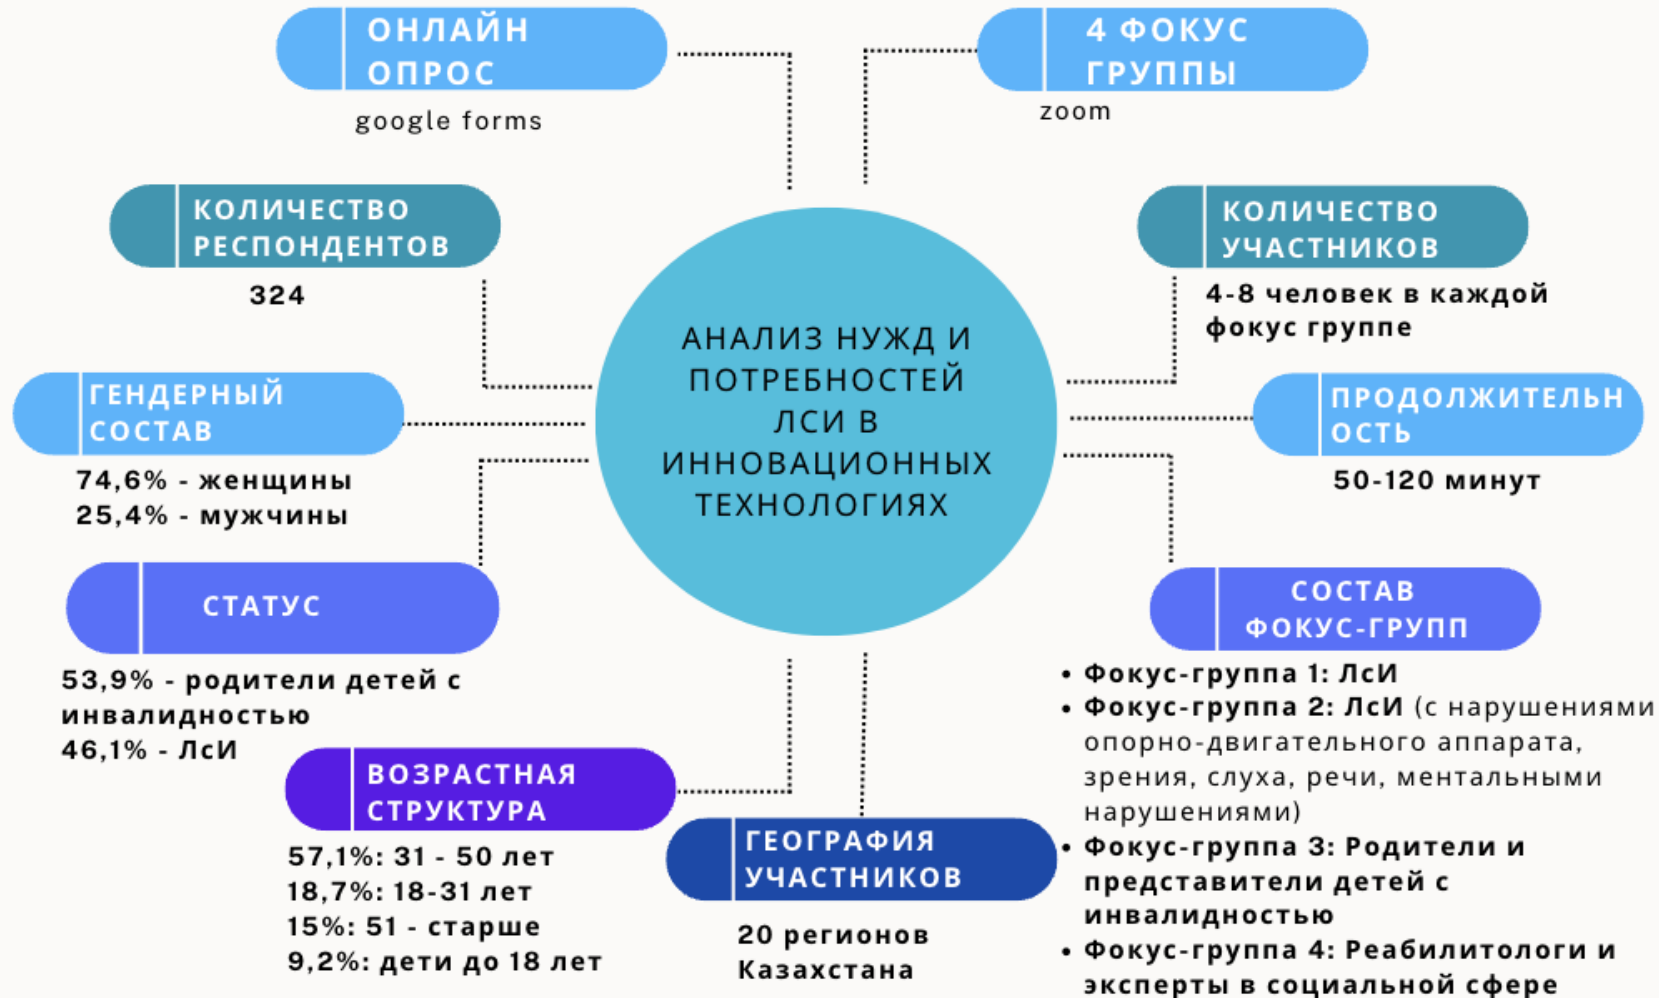 ОНЛАЙН
ОПРОС
google forms
4 ФОКУС
ГРУППЫ
zoom
КОЛИЧЕСТВО
РЕСПОНДЕНТОВ
324
КОЛИЧЕСТВО
УЧАСТНИКОВ
4-8 человек в каждой
фокус группе
АНАЛИЗ НУЖД И
ПОТРЕБНОСТЕЙ
ЛСИ В
ИННОВАЦИОННЫХ
ТЕХНОЛОГИЯХ
ГЕНДЕРНЫЙ
СОСТАВ
74,6% - женщины
25,4% - мужчины
ПРОДОЛЖИТЕЛЬН
ОСТЬ
50-120 минут
СТАТУС
53,9% - родители детей с
инвалидностью
46,1% - ЛсИ
СОСТАВ
ФОКУС-ГРУПП
• Фокус-группа 1: ЛсИ
• Фокус-группа 2: ЛсИ (с нарушениями
опорно-двигательного аппарата,
зрения, слуха, речи, ментальными
нарушениями)
• Фокус-группа 3: Родители и
представители детей с
инвалидностью
• Фокус-группа 4: Реабилитологи и
эксперты в социальной сфере
ВОЗРАСТНАЯ
СТРУКТУРА
57,1%: 31 - 50 лет
18,7%: 18-31 лет
15%: 51 - старше
9,2%: дети до 18 лет
ГЕОГРАФИЯ
УЧАСТНИКОВ
20 регионов
Казахстана